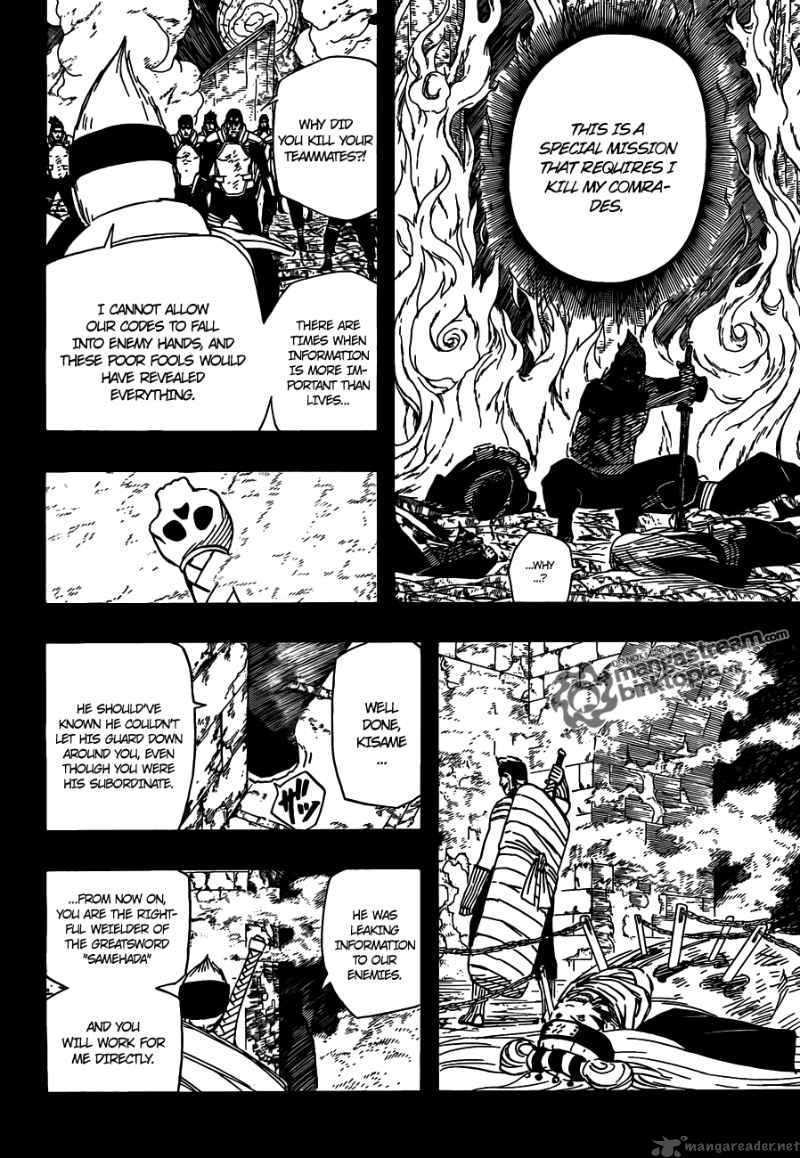 THIS IS A
SPECIAL MISSION
THAT REQUIRES I
KILL MY COMRA-
DES.
...WHY
...?
WHY DID
YOU KILL YOUR
TEAMMATES?!
THERE ARE
TIMES WHEN
INFORMATION
IS MORE IM-
PORTANT THAN
LIVES...
I CANNOT ALLOW
OUR CODES TO FALL
INTO ENEMY HANDS, AND
THESE POOR FOOLS WOULD
HAVE REVEALED
EVERYTHING.
mangastream.com
binktopia.org
WELL
DONE,
KISAME
...
ザッ
HE SHOULD'VE
KNOWN HE COULDN'T
LET HIS GUARD DOWN
AROUND YOU, EVEN
THOUGH YOU WERE
HIS SUBORDINATE.
HE WAS
LEAKING
INFORMATION
TO OUR
ENEMIES.
...FROM NOW ON,
YOU ARE THE RIGHT-
FUL WEIELDER OF
THE GREATSWORD
"SAMEHADA"
AND YOU
WILL WORK FOR
ME DIRECTLY.
mangareader.net